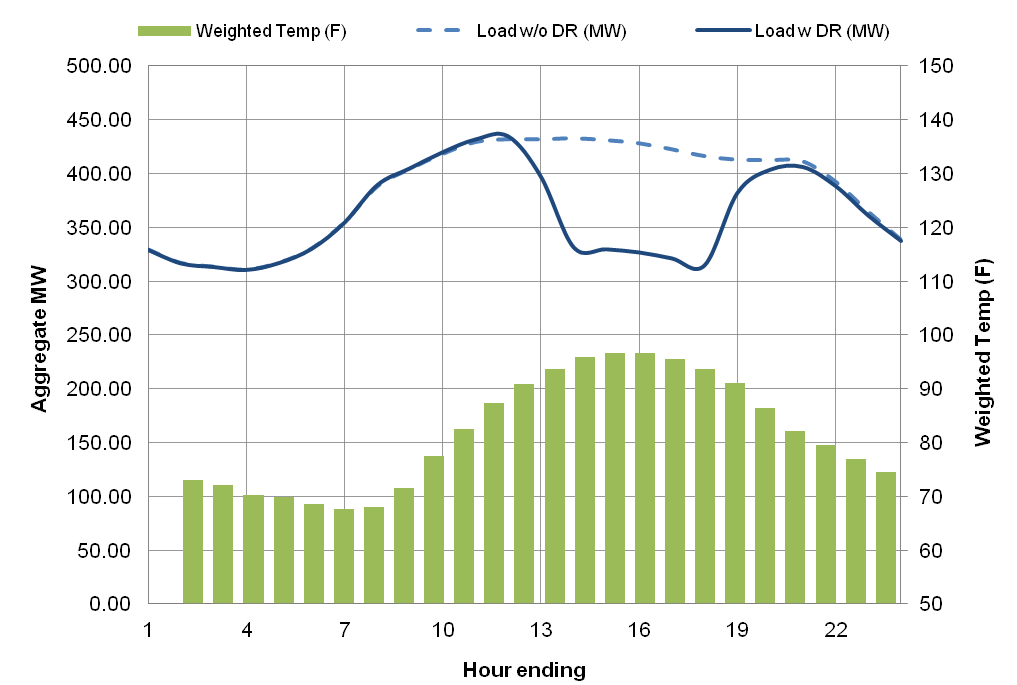 Weighted Temp (F) Load w/o DR (MW) Load w DR (MW)
500.00 150
450.00 140
400.00 130
350.00 120
300.00 110
250.00 100
200.00 90
150.00 80
100.00 70
50.00 60
0.00 50
Aggregate MW
Weighted Temp (F)
1 4 7 10 13 16 19 22
Hour ending